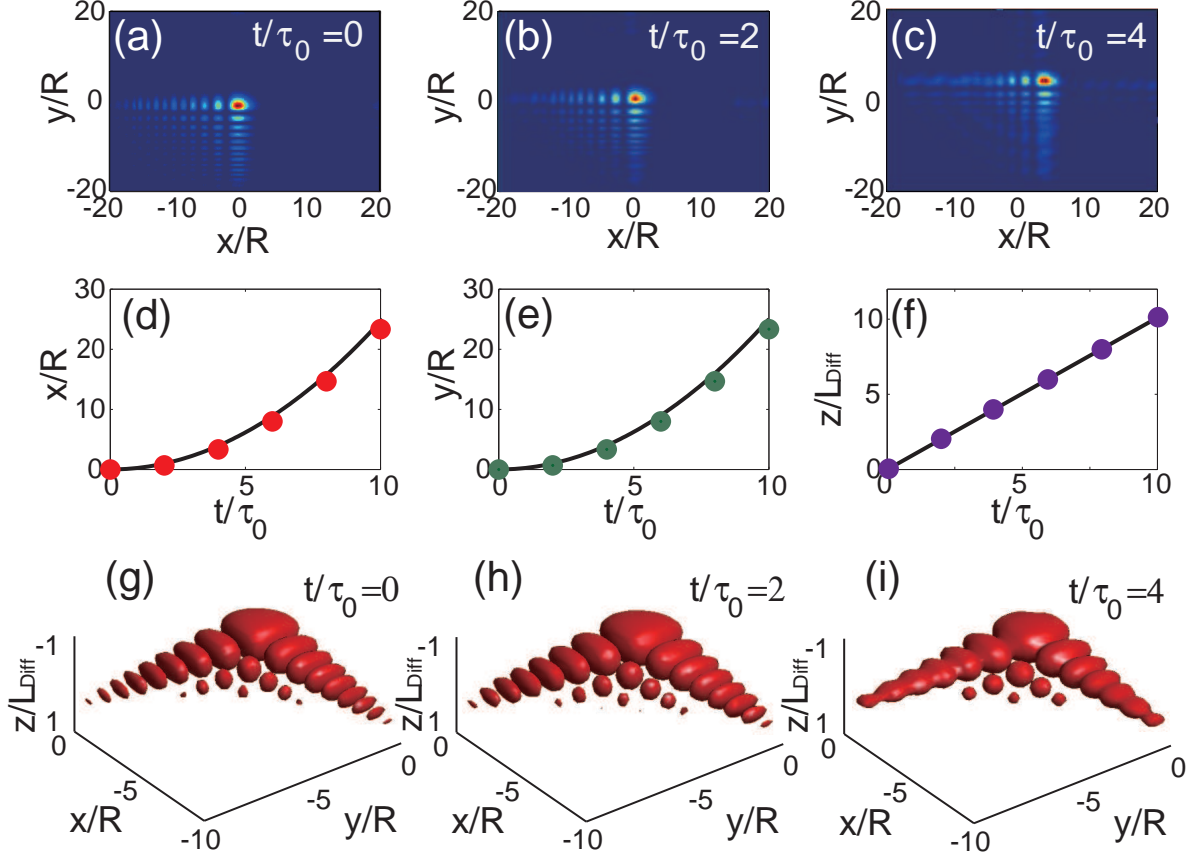 (a) t/τ0 =0
20
0
-20
y/R
-20 -10 0 10 20
x/R
(b) t/τ0 =2
20
0
-20
y/R
-20 -10 0 10 20
x/R
(c) t/τ0 =4
20
0
-20
y/R
-20 -10 0 10 20
x/R
(d)
30
20
10
0
x/R
0 5 10
t/τ0
(e)
30
20
10
0
y/R
0 5 10
t/τ0
(f)
10
5
0
z/LDiff
0 5 10
t/τ0
(g) t/τ0=0
-1
1
z/LDiff
0
-5
-10
x/R
0
-5
y/R
(h) t/τ0=2
-1
1
z/LDiff
0
-5
-10
x/R
0
-5
y/R
(i) t/τ0=4
-1
1
z/LDiff
0
-5
-10
x/R
0
-5
y/R